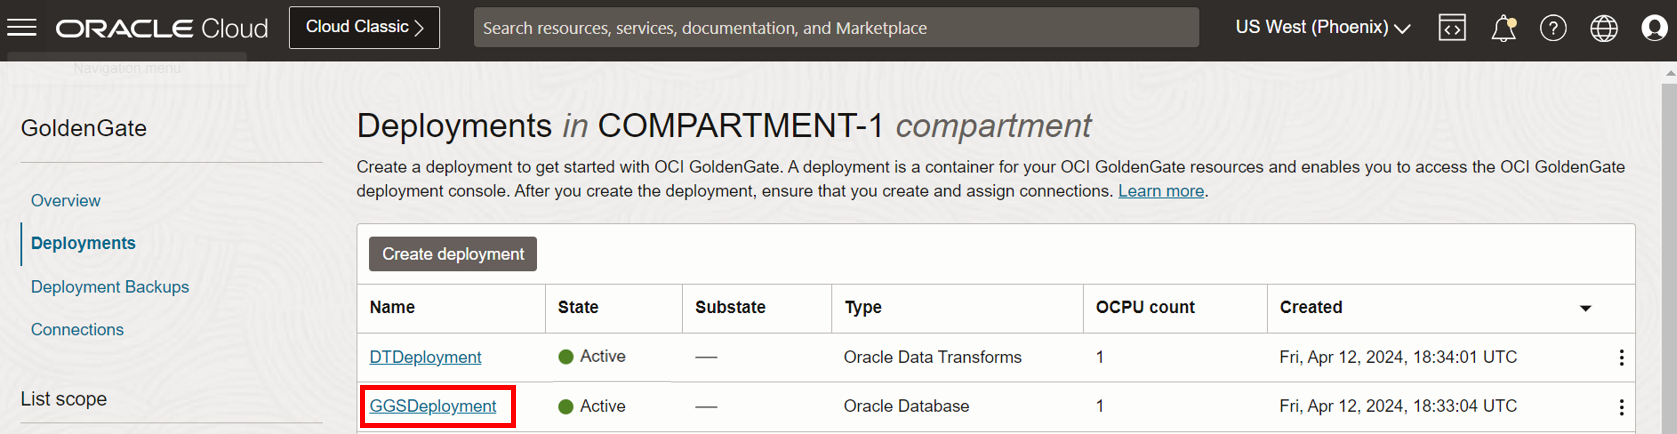 ORACLE Cloud
Cloud Classic
Search resources, services, documentation, and Marketplace
US West (Phoenix)
Navigation menu
GoldenGate
Overview
Deployments
Deployment Backups
Connections
List scope
Deployments in COMPARTMENT-1 compartment
Create a deployment to get started with OCI GoldenGate. A deployment is a container for your OCI GoldenGate resources and enables you to access the OCI GoldenGate
deployment console. After you create the deployment, ensure that you create and assign connections. Learn more.
Create deployment
Name State Substate Type OCPU count Created
DTDeployment Active — Oracle Data Transforms 1 Fri, Apr 12, 2024, 18:34:01 UTC
GGSDeployment Active — Oracle Database 1 Fri, Apr 12, 2024, 18:33:04 UTC